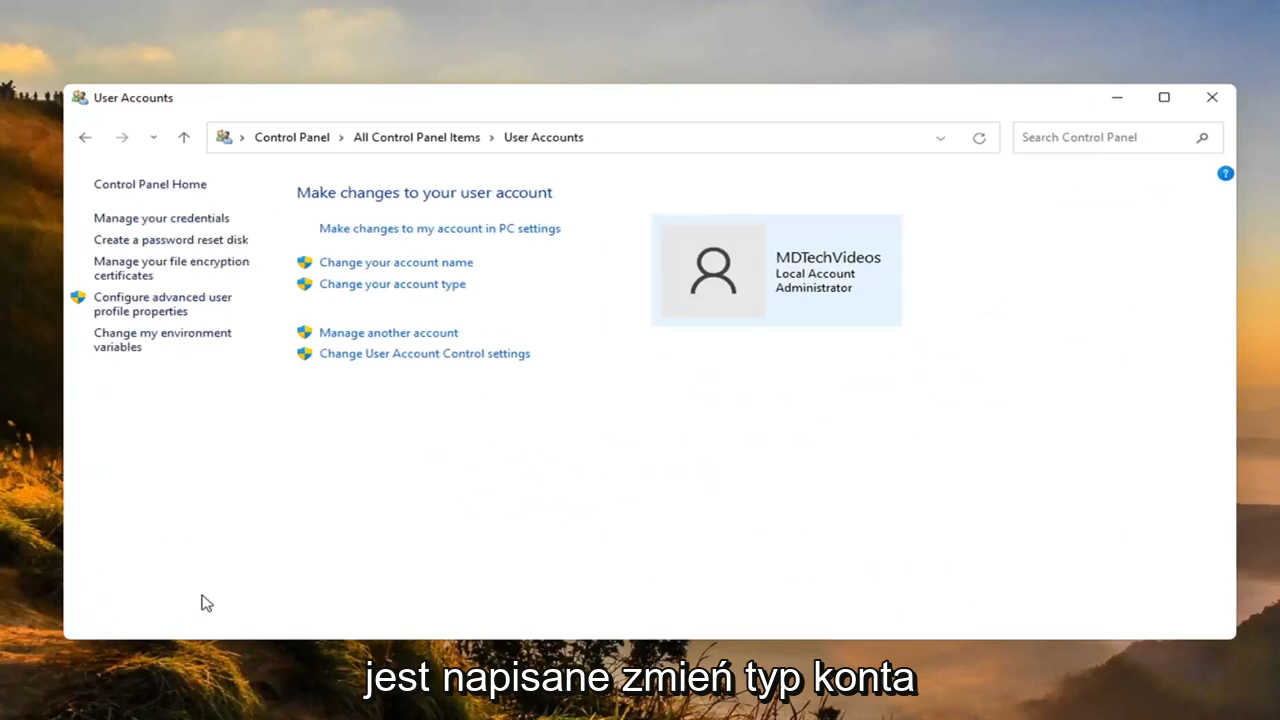 User Accounts
Control Panel > All Control Panel Items > User Accounts
Search Control Panel
Control Panel Home
Manage your credentials
Create a password reset disk
Manage your file encryption
certificates
Configure advanced user
profile properties
Change my environment
variables
Make changes to your user account
Make changes to my account in PC settings
Change your account name
Change your account type
Manage another account
Change User Account Control settings
MDTechVideos
Local Account
Administrator
?
jest napisane zmień typ konta